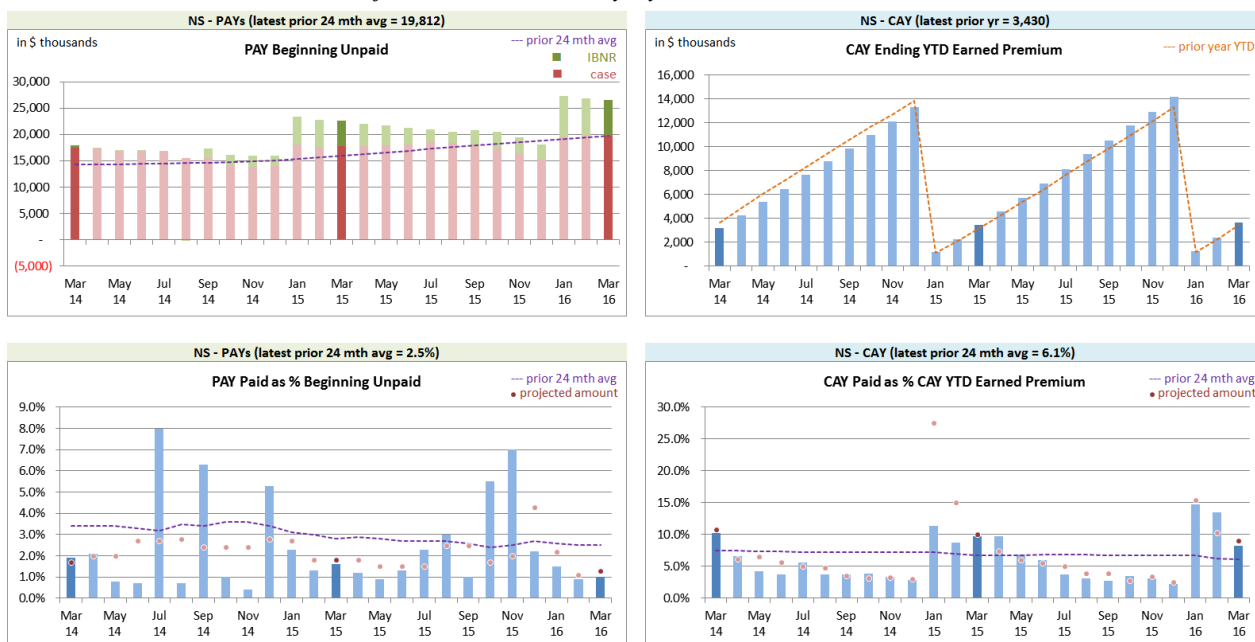 NS - PAYs (latest prior 24 mth avg = 19,812)
in $ thousands
PAY Beginning Unpaid
--- prior 24 mth avg
IBNR
case
30,000
25,000
20,000
15,000
10,000
5,000
-
(5,000)
Mar 14
May 14
Jul 14
Sep 14
Nov 14
Jan 15
Mar 15
May 15
Jul 15
Sep 15
Nov 15
Jan 16
Mar 16
NS - CAY (latest prior yr = 3,430)
in $ thousands
CAY Ending YTD Earned Premium
--- prior year YTD
16,000
14,000
12,000
10,000
8,000
6,000
4,000
2,000
-
Mar 14
May 14
Jul 14
Sep 14
Nov 14
Jan 15
Mar 15
May 15
Jul 15
Sep 15
Nov 15
Jan 16
Mar 16
NS - PAYs (latest prior 24 mth avg = 2.5%)
PAY Paid as % Beginning Unpaid
--- prior 24 mth avg
projected amount
9.0%
8.0%
7.0%
6.0%
5.0%
4.0%
3.0%
2.0%
1.0%
0.0%
Mar 14
May 14
Jul 14
Sep 14
Nov 14
Jan 15
Mar 15
May 15
Jul 15
Sep 15
Nov 15
Jan 16
Mar 16
NS - CAY (latest prior 24 mth avg = 6.1%)
CAY Paid as % CAY YTD Earned Premium
--- prior 24 mth avg
projected amount
30.0%
25.0%
20.0%
15.0%
10.0%
5.0%
0.0%
Mar 14
May 14
Jul 14
Sep 14
Nov 14
Jan 15
Mar 15
May 15
Jul 15
Sep 15
Nov 15
Jan 16
Mar 16